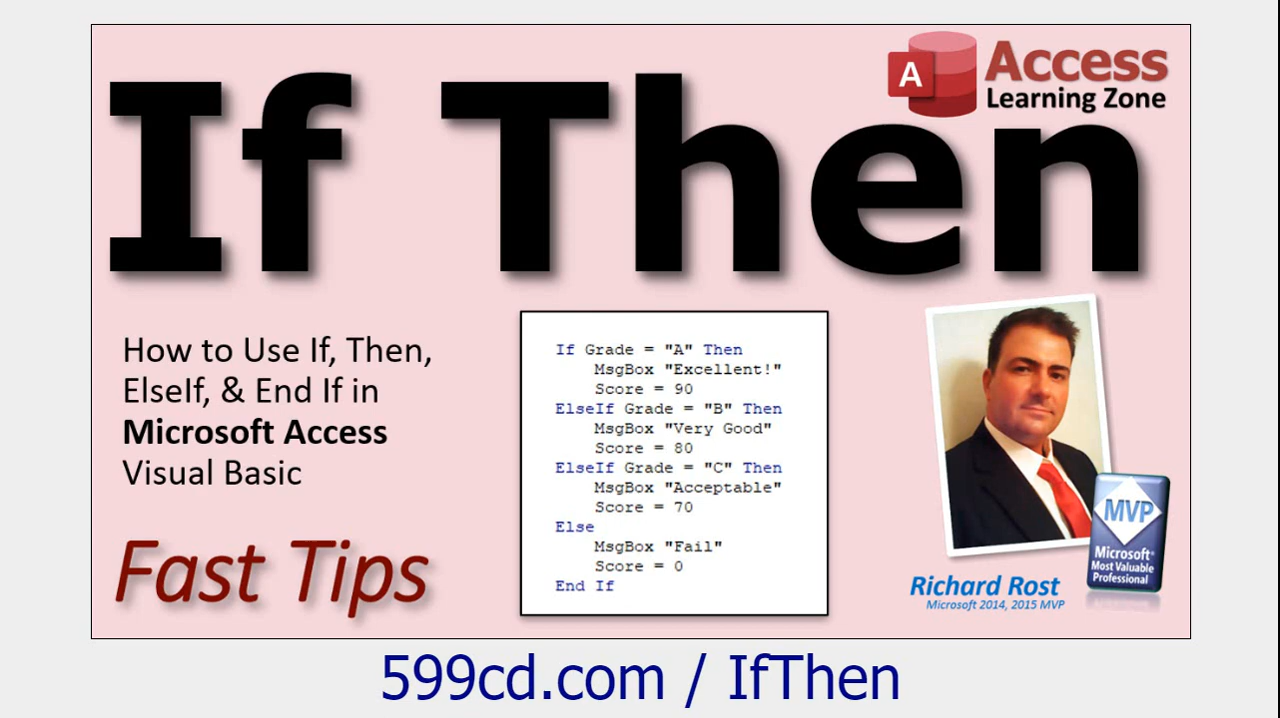 If Then
A
Access
Learning Zone
How to Use If, Then,
ElseIf, & End If in
Microsoft Access
Visual Basic
Fast Tips
If Grade = "A" Then
    MsgBox "Excellent!"
    Score = 90
ElseIf Grade = "B" Then
    MsgBox "Very Good"
    Score = 80
ElseIf Grade = "C" Then
    MsgBox "Acceptable"
    Score = 70
Else
    MsgBox "Fail"
    Score = 0
End If
MVP
Microsoft®
Most Valuable
Professional
Richard Rost
Microsoft 2014, 2015 MVP
599cd.com / IfThen